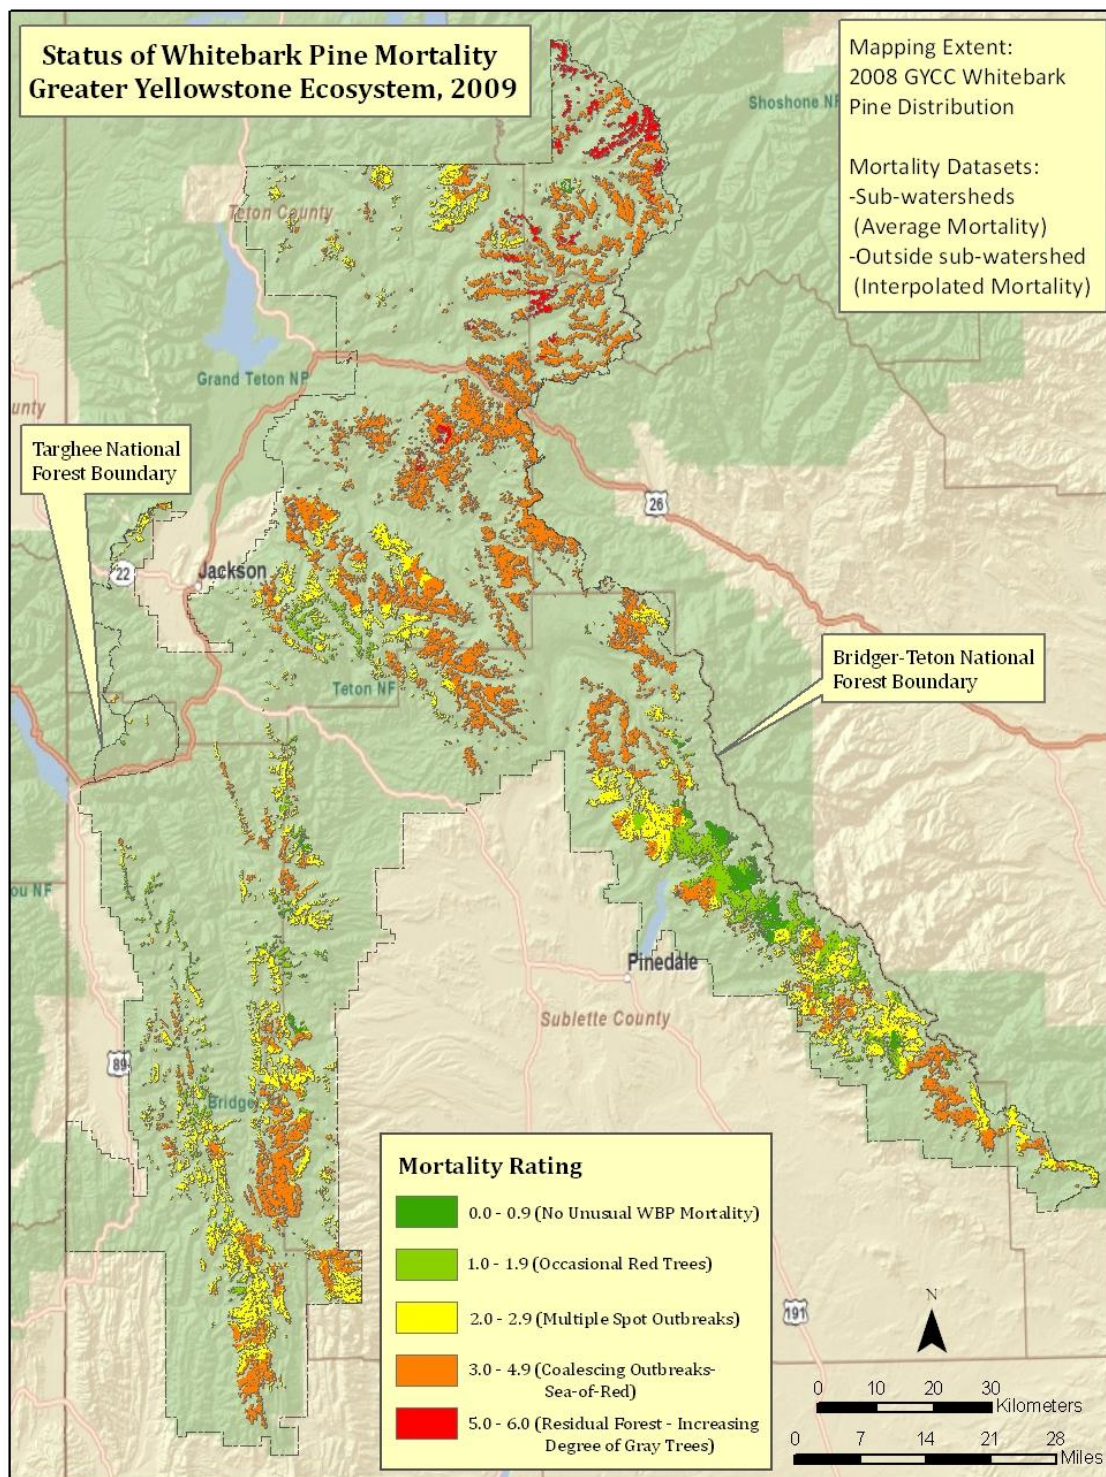 Status of Whitebark Pine Mortality
Greater Yellowstone Ecosystem, 2009
Mapping Extent:
2008 GYCC Whitebark
Pine Distribution
Mortality Datasets:
-Sub-watersheds
(Average Mortality)
-Outside sub-watershed
(Interpolated Mortality)
Shoshone NF
Teton County
Grand Teton NP
unty
Targhee National
Forest Boundary
26
22
Jackson
Teton NF
Bridger-Teton National
Forest Boundary
ou NF
Pinedale
Sublette County
89
Bridge
191
Mortality Rating
0.0 - 0.9 (No Unusual WBP Mortality)
1.0 - 1.9 (Occasional Red Trees)
2.0 - 2.9 (Multiple Spot Outbreaks)
3.0 - 4.9 (Coalescing Outbreaks-
Sea-of-Red)
5.0 - 6.0 (Residual Forest - Increasing
Degree of Gray Trees)
N
0 10 20 30
Kilometers
0 7 14 21 28
Miles